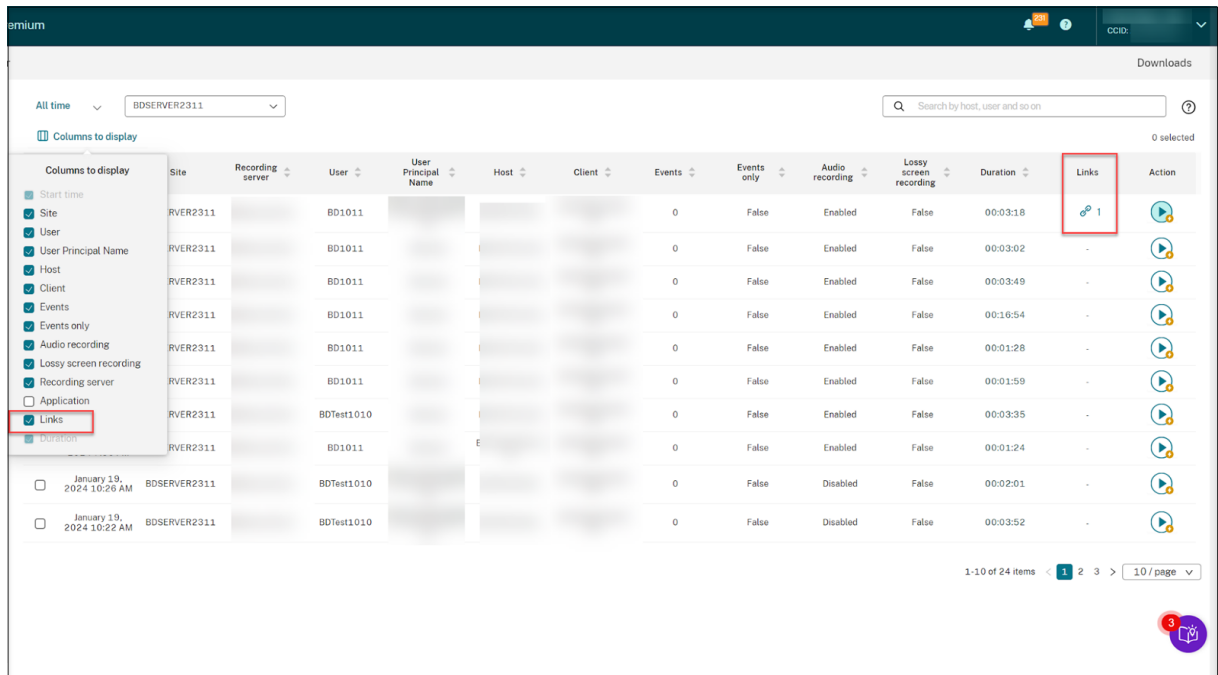 emium
231
?
CCID:
Downloads
All time
BDSERVER2311
Search by host, user and so on
Columns to display
0 selected
Columns to display
Start time
Site
User
User Principal Name
Host
Client
Events
Events only
Audio recording
Lossy screen recording
Recording server
Application
Links
Duration
Site Recording server User User Principal Name Host Client Events Events only Audio recording Lossy screen recording Duration Links Action
ERVER2311 BD1011 0 False Enabled False 00:03:18 1
RVER2311 BD1011 0 False Enabled False 00:03:02 -
RVER2311 BD1011 0 False Enabled False 00:03:49 -
RVER2311 BD1011 0 False Enabled False 00:16:54 -
RVER2311 BD1011 0 False Enabled False 00:01:28 -
RVER2311 BD1011 0 False Enabled False 00:01:59 -
RVER2311 BDTest1010 0 False Enabled False 00:03:35 -
RVER2311 BD1011 0 False Enabled False 00:01:24 -
January 19, 2024 10:26 AM BDSERVER2311 BDTest1010 0 False Disabled False 00:02:01 -
January 19, 2024 10:22 AM BDSERVER2311 BDTest1010 0 False Disabled False 00:03:52 -
1-10 of 24 items < 1 2 3 > 10 / page
3